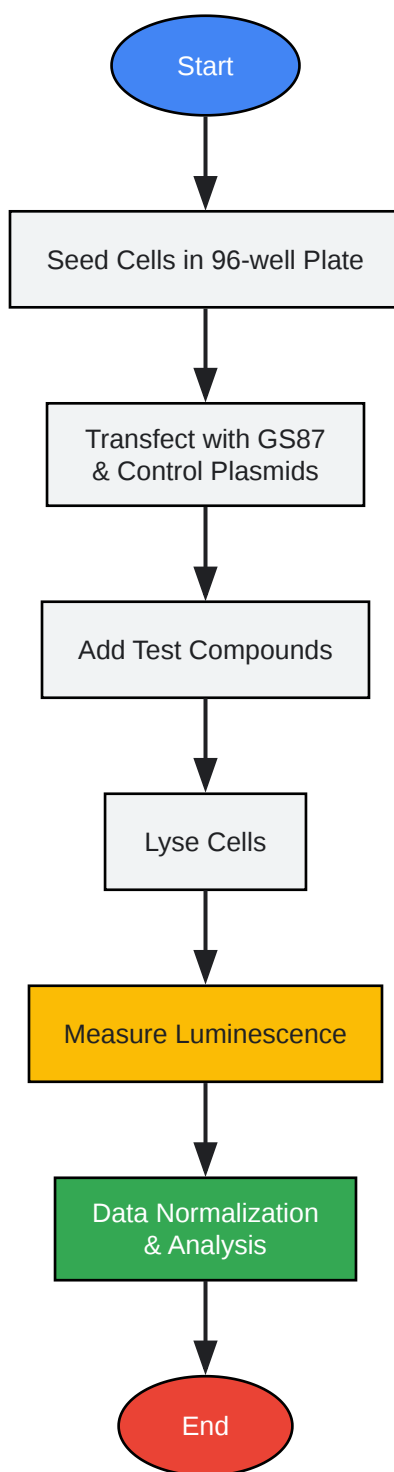 Start
Seed Cells in 96-well Plate
Transfect with GS87
& Control Plasmids
Add Test Compounds
Lyse Cells
Measure Luminescence
Data Normalization
& Analysis
End